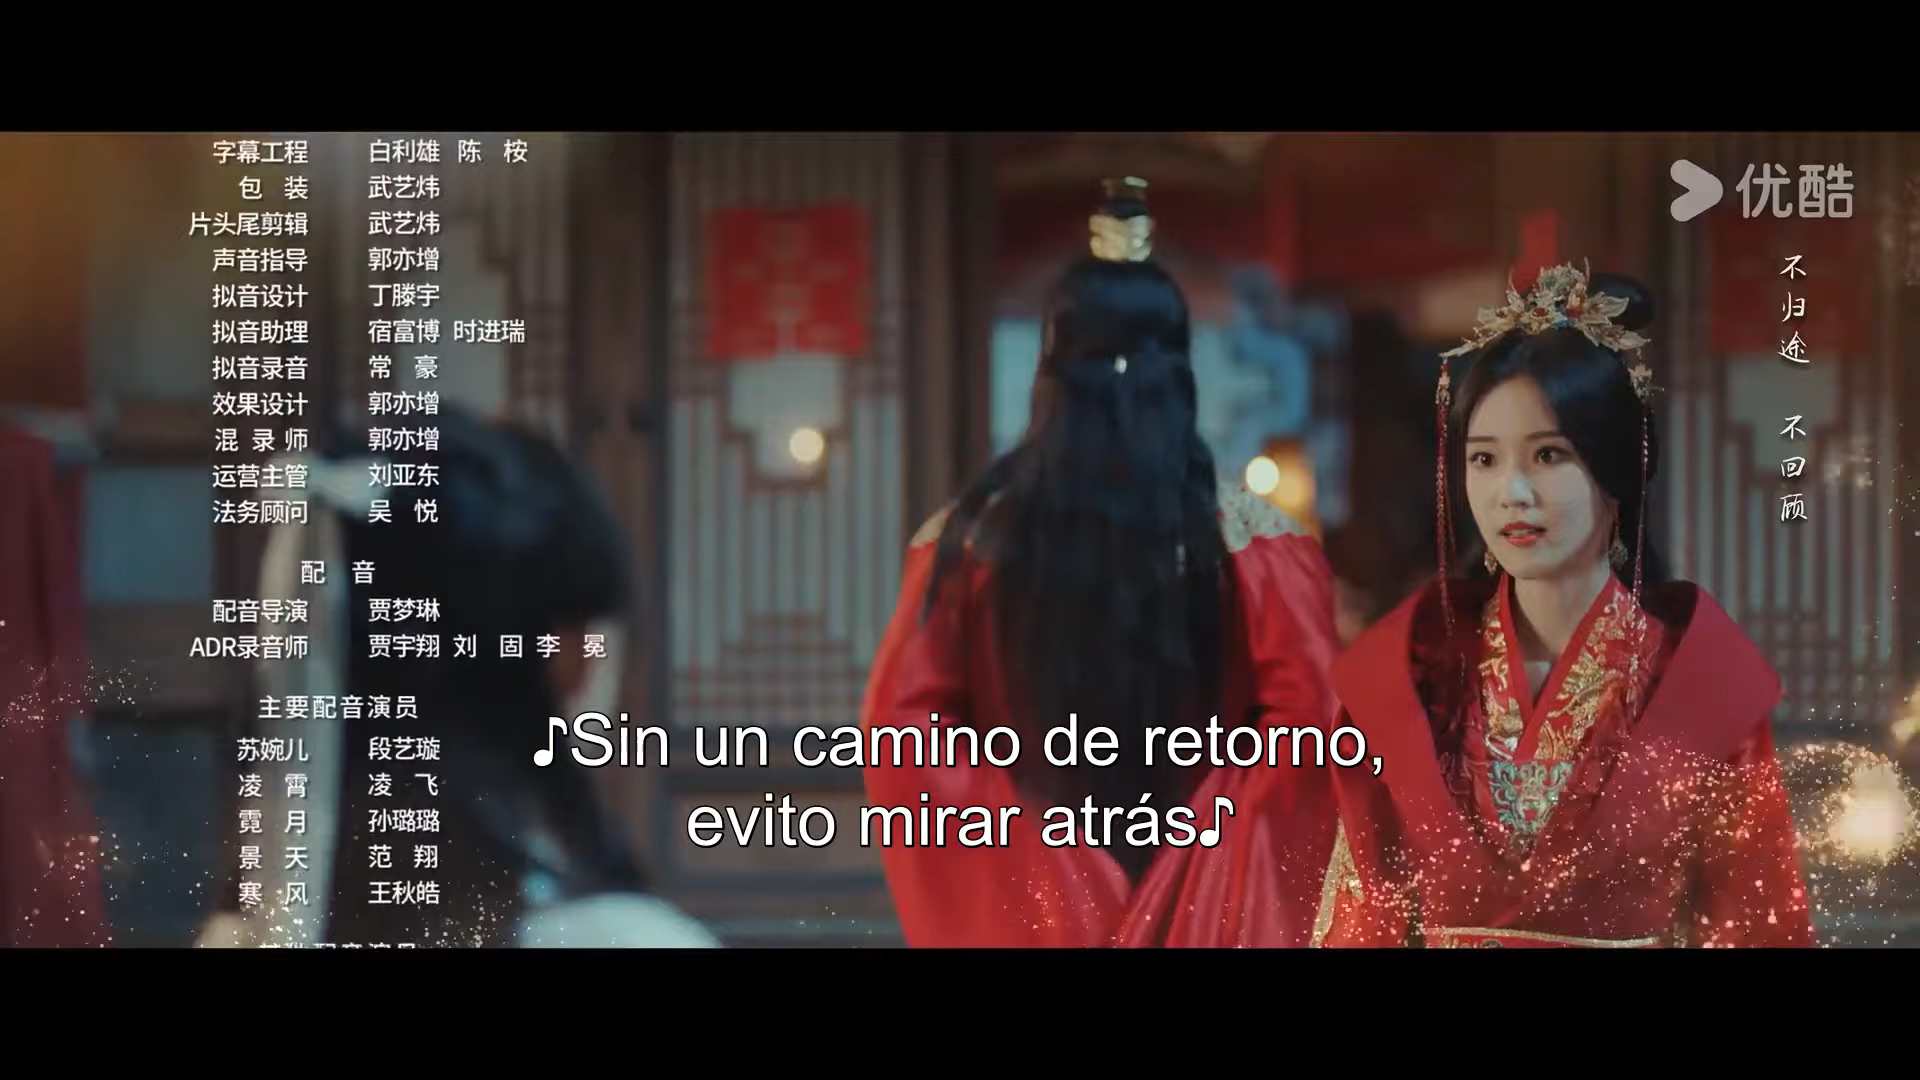 字幕工程 白利雄 陈 桉
包 装 武艺炜
片头尾剪辑 武艺炜
声音指导 郭亦增
拟音设计 丁滕宇
拟音助理 宿富博 时进瑞
拟音录音 常 豪
效果设计 郭亦增
混 录 师 郭亦增
运营主管 刘亚东
法务顾问 吴 悦
配 音
配音导演 贾梦琳
ADR录音师 贾宇翔 刘 固 李 冕
主要配音演员
苏婉儿 段艺璇
凌 霄 凌 飞
霓 月 孙璐璐
景 天 范 翔
寒 风 王秋皓
优酷
不归途 不回顾
♪Sin un camino de retorno,
evito mirar atrás♪